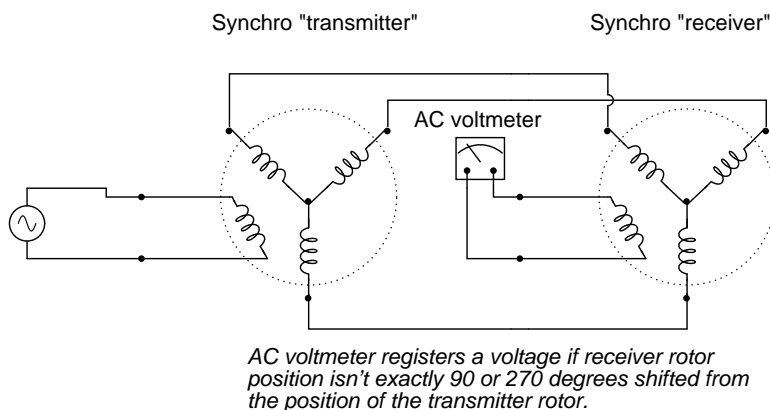 Synchro "transmitter"
Synchro "receiver"
AC voltmeter
AC voltmeter registers a voltage if receiver rotor
position isn't exactly 90 or 270 degrees shifted from
the position of the transmitter rotor.